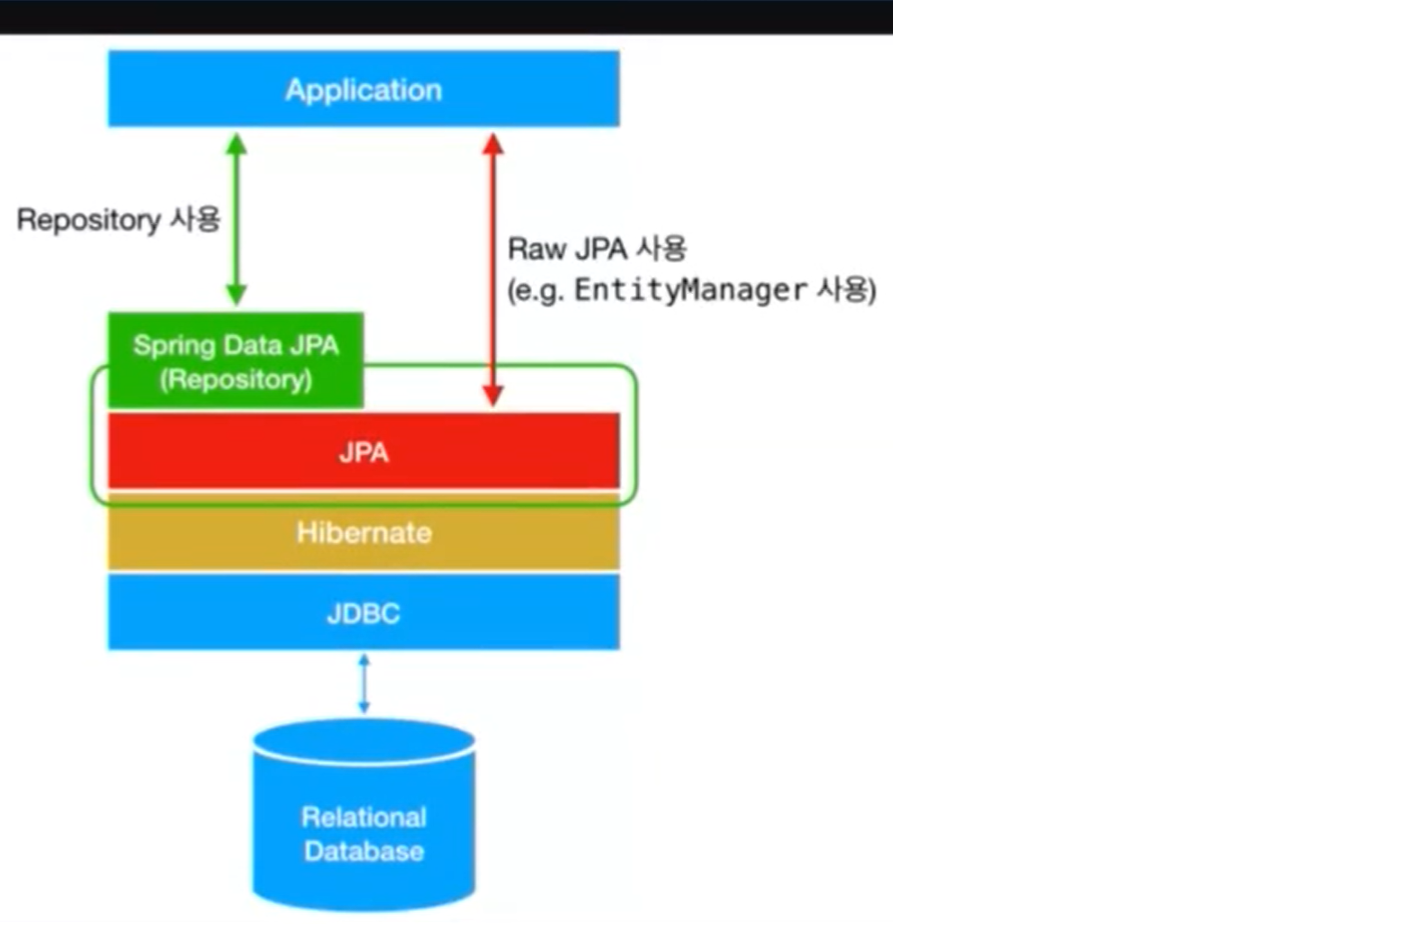 Application
Repository 사용
Raw JPA 사용
(e.g. EntityManager 사용)
Spring Data JPA
(Repository)
JPA
Hibernate
JDBC
Relational
Database